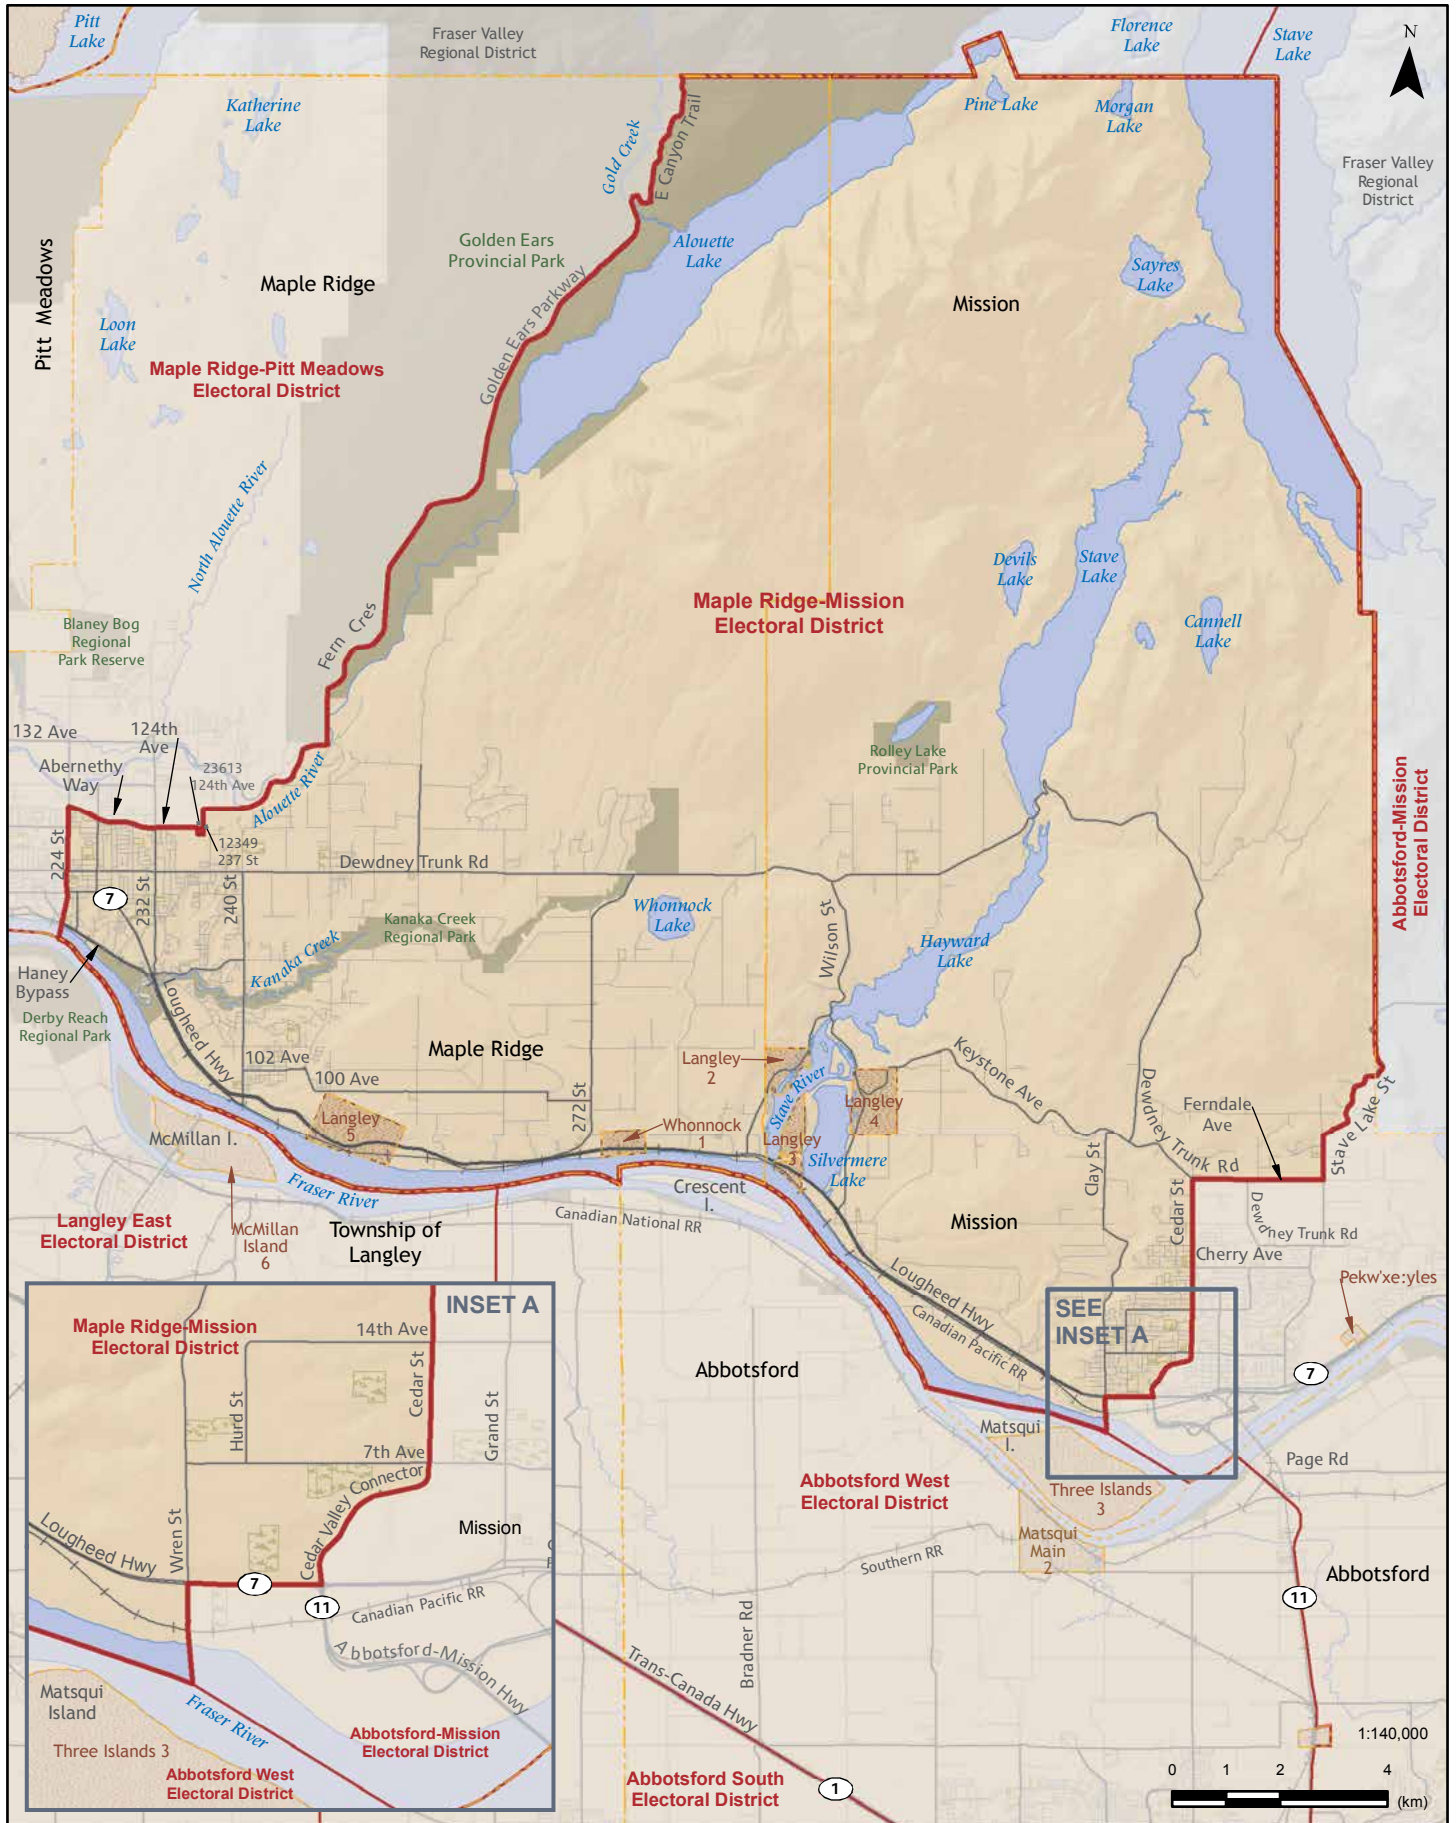 Pitt
Lake
Fraser Valley
Regional District
Florence
Lake
Stave
Lake
N
Katherine
Lake
Gold Creek
E Canyon Trail
Pine Lake
Morgan
Lake
Fraser Valley
Regional
District
Pitt Meadows
Maple Ridge
Golden Ears
Provincial Park
Alouette
Lake
Sayres
Lake
Mission
Loon
Lake
Golden Ears Parkway
Maple Ridge-Pitt Meadows
Electoral District
North Alouette River
Devils
Lake
Stave
Lake
Cannell
Lake
Maple Ridge-Mission
Electoral District
Fern Cres
Blaney Bog
Regional
Park Reserve
132 Ave
124th
Ave
Abernethy
Way
23613
124th Ave
Alouette River
Rolley Lake
Provincial Park
Abbotsford-Mission
Electoral District
224 St
12349
237 St
Dewdney Trunk Rd
7
232 St
240 St
Kanaka Creek
Regional Park
Whonnock
Lake
Wilson St
Hayward
Lake
Kanaka Creek
Haney
Bypass
Derby Reach
Regional Park
Lougheed Hwy
102 Ave
100 Ave
Maple Ridge
272 St
Langley
2
Stave River
Keystone Ave
Dewdney Trunk Rd
Ferndale
Ave
Stave Lake St
Langley
5
McMillan I.
Whonnock
1
Langley
3
Langley
4
Silvermere
Lake
Clay St
Cedar St
Fraser River
Crescent
I.
Canadian National RR
Langley East
Electoral District
McMillan
Island
6
Township of
Langley
Mission
Dewdney Trunk Rd
Cherry Ave
Lougheed Hwy
Canadian Pacific RR
Pekw'xe:yles
SEE
INSET A
7
Abbotsford
Matsqui
I.
Page Rd
Abbotsford West
Electoral District
Three Islands
3
Matsqui
Main
2
Southern RR
Abbotsford
11
Bradner Rd
Trans-Canada Hwy
1
Abbotsford South
Electoral District
1:140,000
0 1 2 4
(km)
INSET A
Maple Ridge-Mission
Electoral District
14th Ave
Cedar St
Hurd St
Grand St
7th Ave
Cedar Valley Connector
Wren St
Lougheed Hwy
Mission
7
11
Canadian Pacific RR
Abbotsford-Mission Hwy
Matsqui
Island
Fraser River
Three Islands 3
Abbotsford-Mission
Electoral District
Abbotsford West
Electoral District